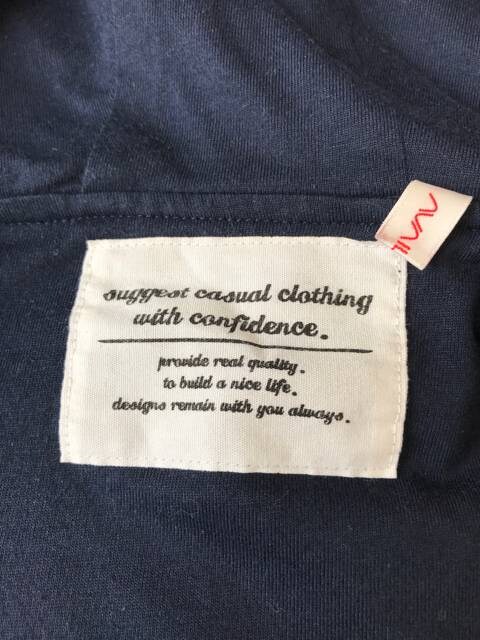 suggest casual clothing
with confidence.
provide real quality.
to build a nice life.
designs remain with you always.